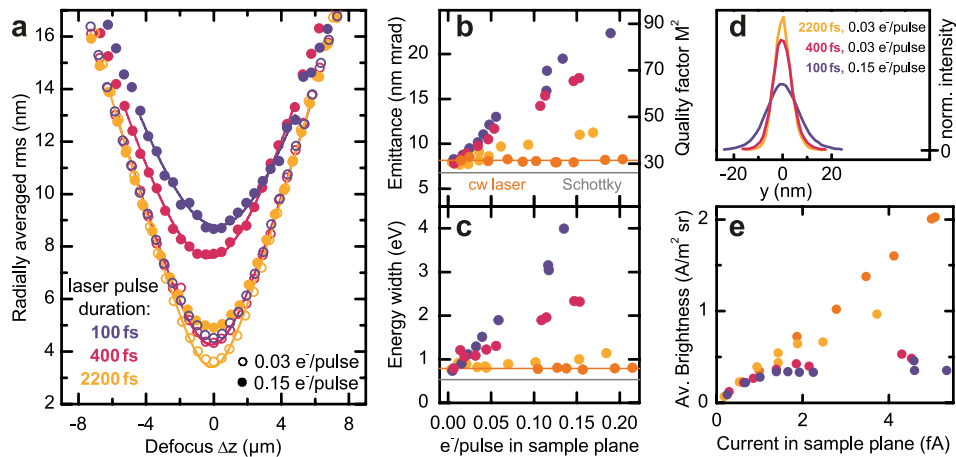 a
Radially averaged rms (nm)
16
14
12
10
8
6
4
2
-8
-4
0
4
8
Defocus Δz (µm)
laser pulse
duration:
100 fs
400 fs
2200 fs
0.03 e⁻/pulse
0.15 e⁻/pulse
b
Emittance (nm mrad)
20
15
10
5
Quality factor M²
90
70
50
30
cw laser
Schottky
c
Energy width (eV)
4
3
2
1
0
0.00
0.05
0.10
0.15
0.20
e⁻/pulse in sample plane
d
2200 fs, 0.03 e⁻/pulse
400 fs, 0.03 e⁻/pulse
100 fs, 0.15 e⁻/pulse
norm. intensity
0
-20
0
20
40
y (nm)
e
Av. Brightness (A/m² sr)
2
1
0
0
2
4
Current in sample plane (fA)